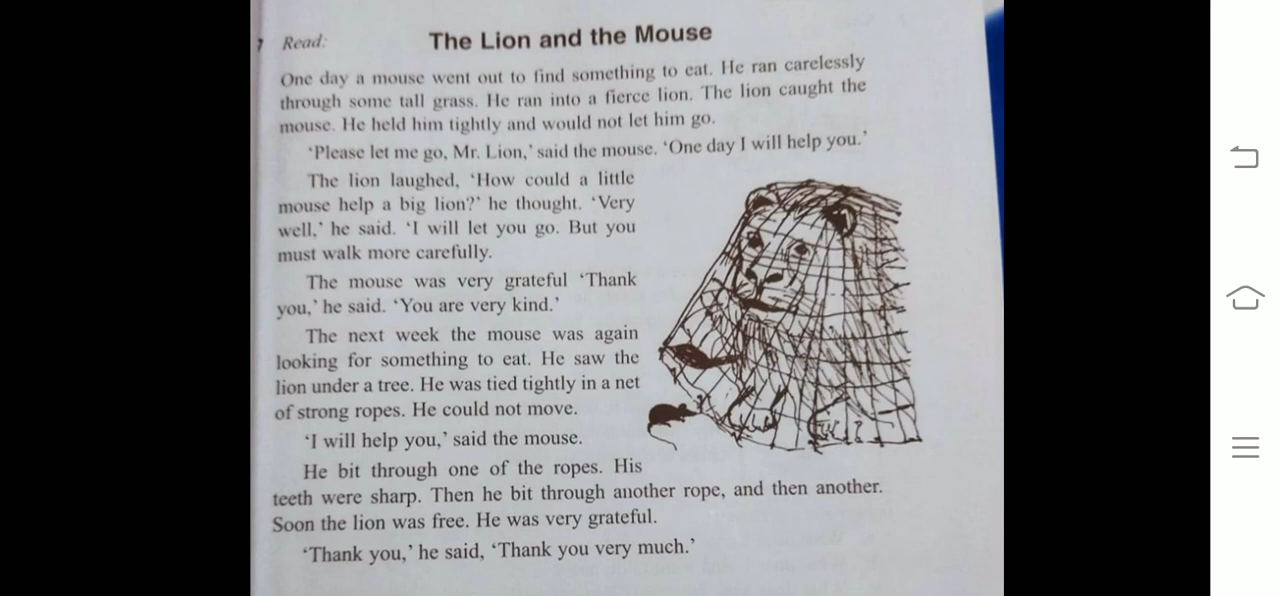 7 Read: The Lion and the Mouse
One day a mouse went out to find something to eat. He ran carelessly
through some tall grass. He ran into a fierce lion. The lion caught the
mouse. He held him tightly and would not let him go.
‘Please let me go, Mr. Lion,’ said the mouse. ‘One day I will help you.’
The lion laughed, ‘How could a little
mouse help a big lion?’ he thought. ‘Very
well,’ he said. ‘I will let you go. But you
must walk more carefully.
The mouse was very grateful ‘Thank
you,’ he said. ‘You are very kind.’
The next week the mouse was again
looking for something to eat. He saw the
lion under a tree. He was tied tightly in a net
of strong ropes. He could not move.
‘I will help you,’ said the mouse.
He bit through one of the ropes. His
teeth were sharp. Then he bit through another rope, and then another.
Soon the lion was free. He was very grateful.
‘Thank you,’ he said, ‘Thank you very much.’